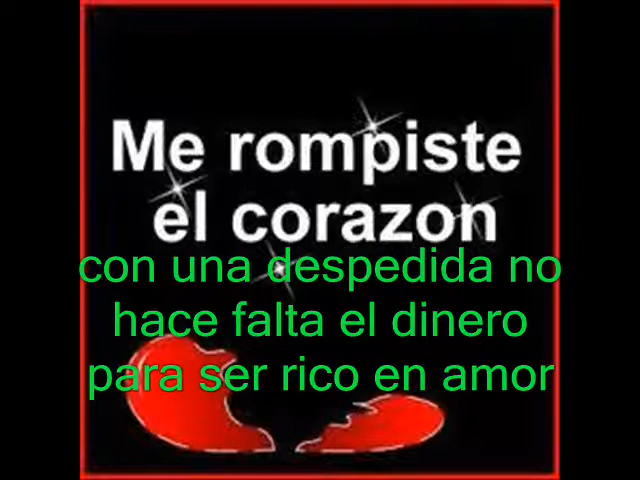 Me rompiste
el corazon
con una despedida no
hace falta el dinero
para ser rico en amor